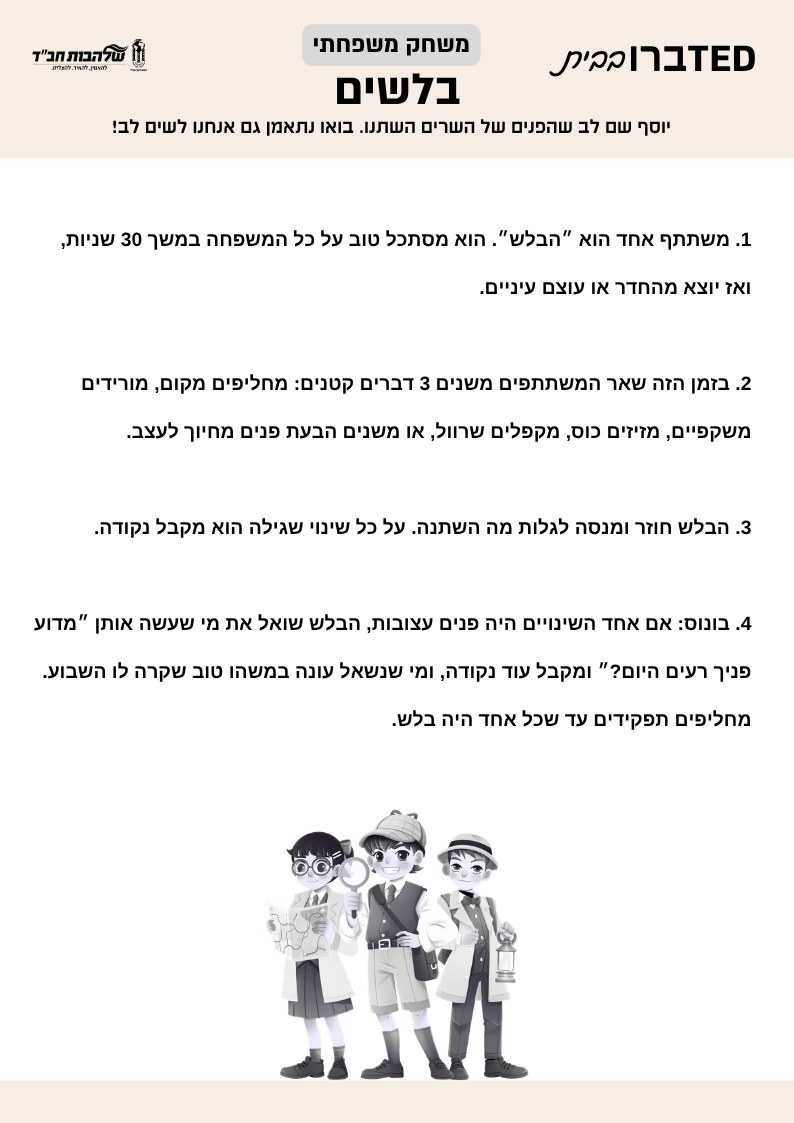 TEDברו בבית
משחק משפחתי
שלהבות חב"ד
להאמין. להאיר. להצליח.
בלשים
יוסף שם לב שהפנים של השרים השתנו. בואו נתאמן גם אנחנו לשים לב!
1. משתתף אחד הוא ״הבלש״. הוא מסתכל טוב על כל המשפחה במשך 30 שניות,
ואז יוצא מהחדר או עוצם עיניים.
2. בזמן הזה שאר המשתתפים משנים 3 דברים קטנים: מחליפים מקום, מורידים
משקפיים, מזיזים כוס, מקפלים שרוול, או משנים הבעת פנים מחיוך לעצב.
3. הבלש חוזר ומנסה לגלות מה השתנה. על כל שינוי שגילה הוא מקבל נקודה.
4. בונוס: אם אחד השינויים היה פנים עצובות, הבלש שואל את מי שעשה אותן ״מדוע
פניך רעים היום?״ ומקבל עוד נקודה, ומי שנשאל עונה במשהו טוב שקרה לו השבוע.
מחליפים תפקידים עד שכל אחד היה בלש.